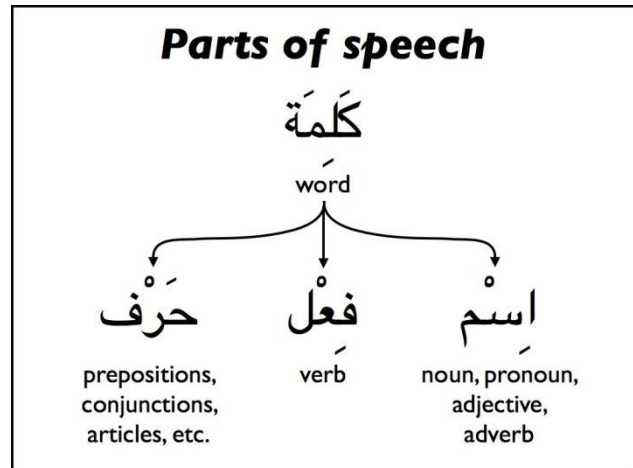 Parts of speech
كَلِمَة
word
حَرْف
فِعْل
اِسْم
prepositions,
conjunctions,
articles, etc.
verb
noun, pronoun,
adjective,
adverb